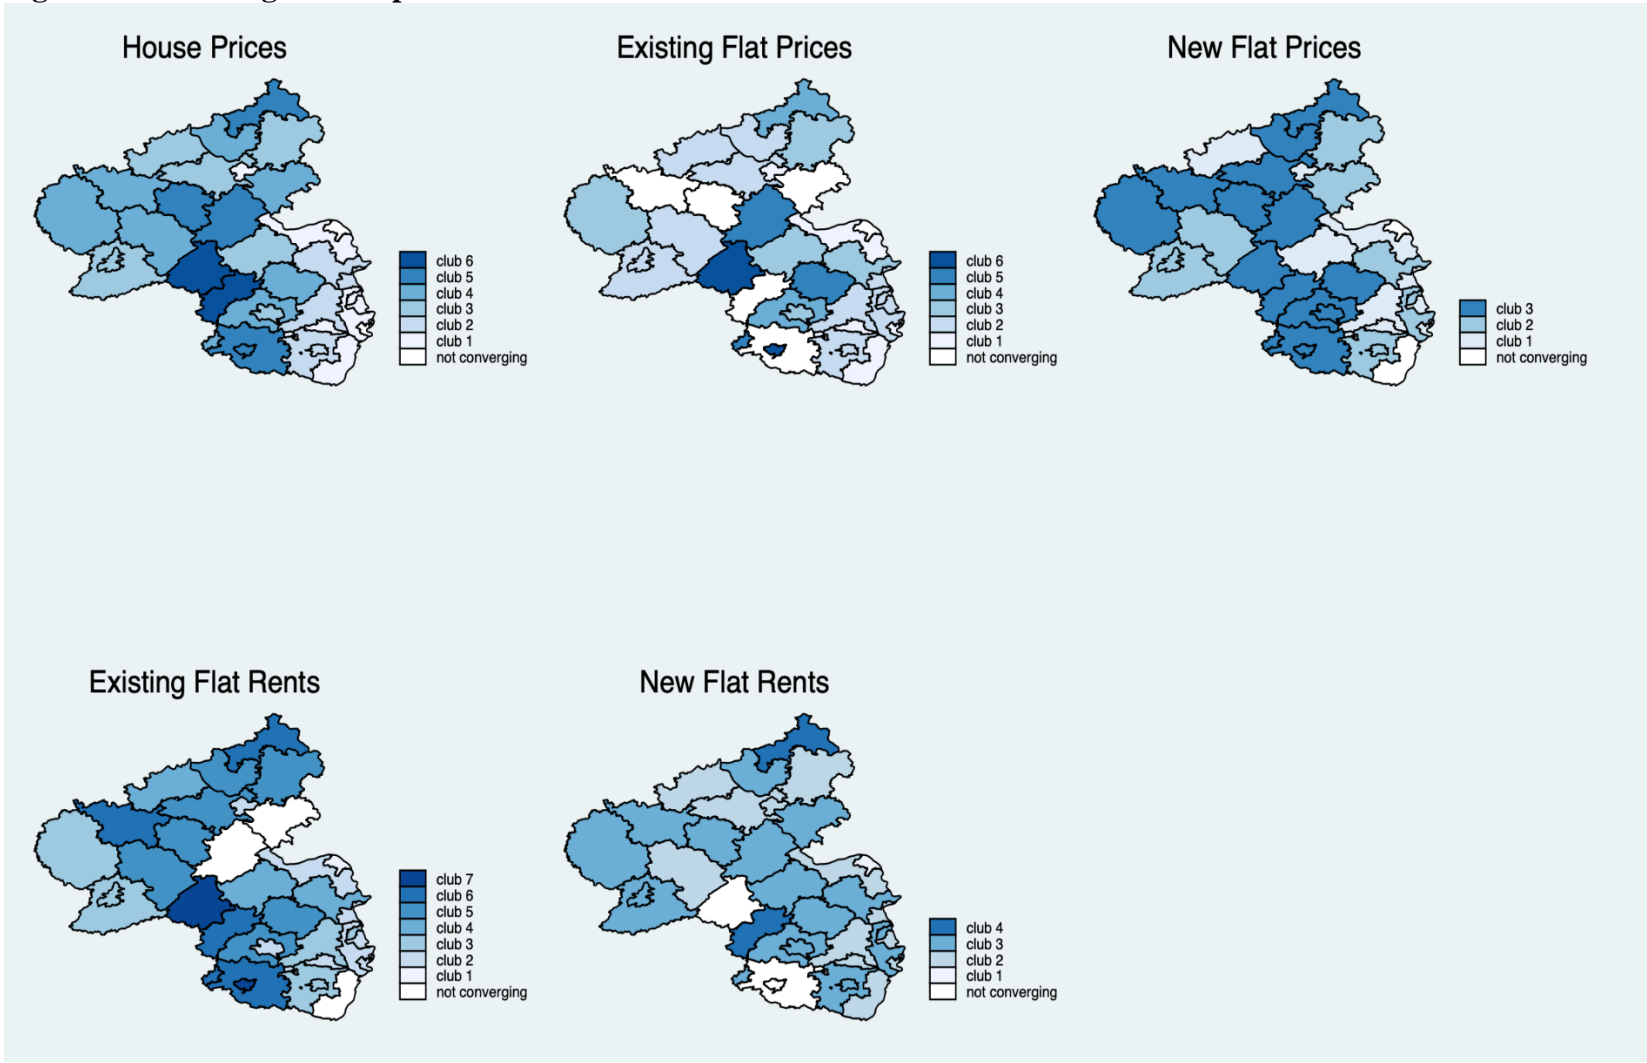 House Prices
Existing Flat Prices
New Flat Prices
club 6
club 5
club 4
club 3
club 2
club 1
not converging
club 6
club 5
club 4
club 3
club 2
club 1
not converging
club 3
club 2
club 1
not converging
Existing Flat Rents
New Flat Rents
club 7
club 6
club 5
club 4
club 3
club 2
club 1
not converging
club 4
club 3
club 2
club 1
not converging